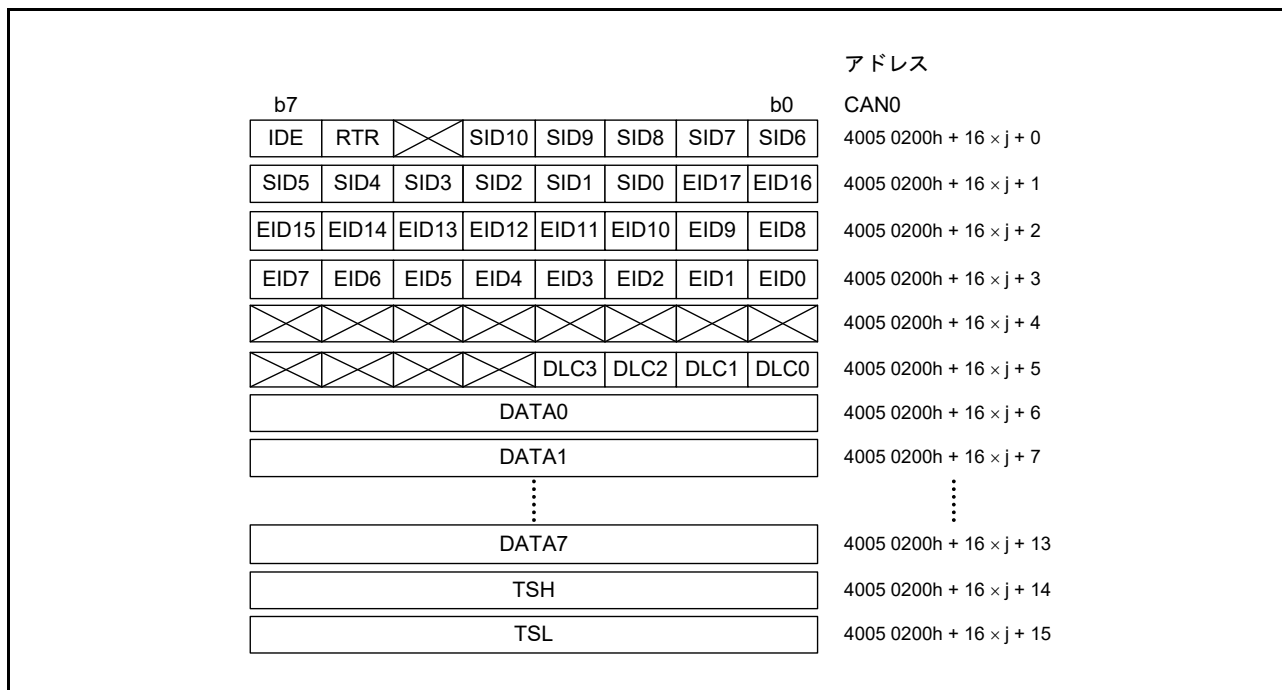 アドレス
b7 b0 CAN0
IDE RTR SID10 SID9 SID8 SID7 SID6 4005 0200h + 16 × j + 0
SID5 SID4 SID3 SID2 SID1 SID0 EID17 EID16 4005 0200h + 16 × j + 1
EID15 EID14 EID13 EID12 EID11 EID10 EID9 EID8 4005 0200h + 16 × j + 2
EID7 EID6 EID5 EID4 EID3 EID2 EID1 EID0 4005 0200h + 16 × j + 3
4005 0200h + 16 × j + 4
DLC3 DLC2 DLC1 DLC0 4005 0200h + 16 × j + 5
DATA0 4005 0200h + 16 × j + 6
DATA1 4005 0200h + 16 × j + 7
DATA7 4005 0200h + 16 × j + 13
TSH 4005 0200h + 16 × j + 14
TSL 4005 0200h + 16 × j + 15